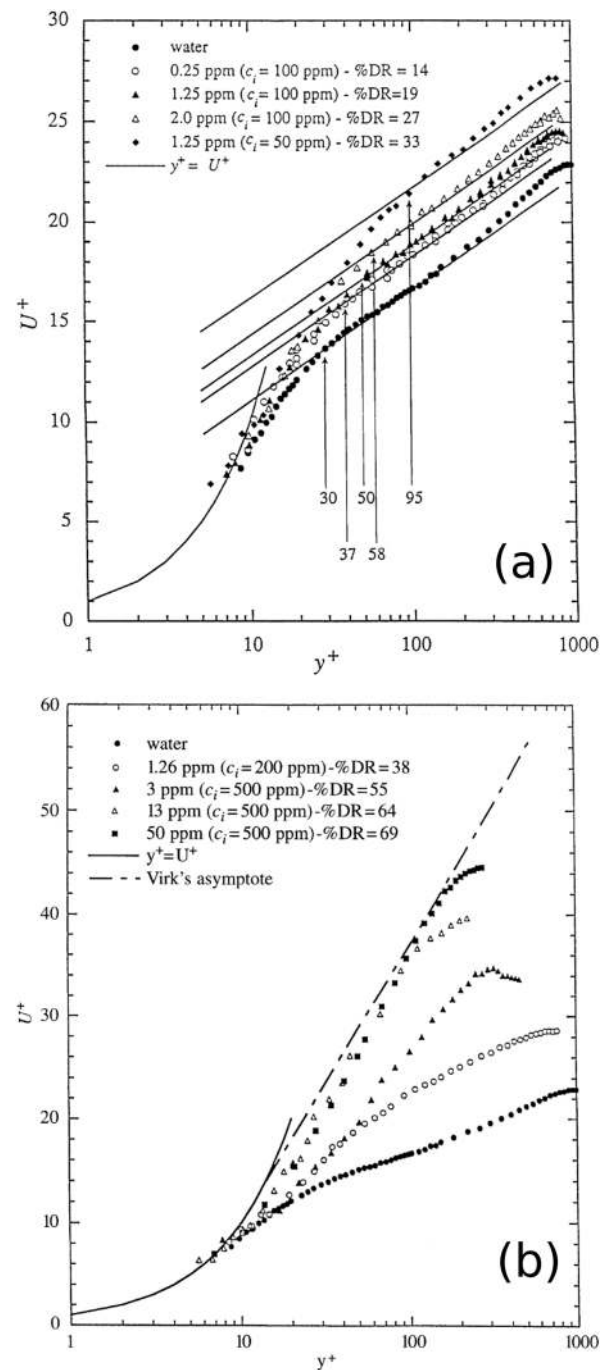 30
water
0.25 ppm (ci = 100 ppm) - %DR = 14
1.25 ppm (ci = 100 ppm) - %DR=19
25
2.0 ppm (ci = 100 ppm) - %DR = 27
1.25 ppm (ci = 50 ppm) - %DR = 33
y+ = U+
20
U+
15
10
30
50
95
5
37
58
(a)
0
1
10
100
1000
y+
60
water
1.26 ppm (ci = 200 ppm)-%DR=38
50
3 ppm (ci = 500 ppm)-%DR=55
13 ppm (ci = 500 ppm)-%DR=64
50 ppm (ci = 500 ppm)-%DR=69
y+=U+
Virk's asymptote
40
U+
30
20
10
(b)
0
1
10
100
1000
y+